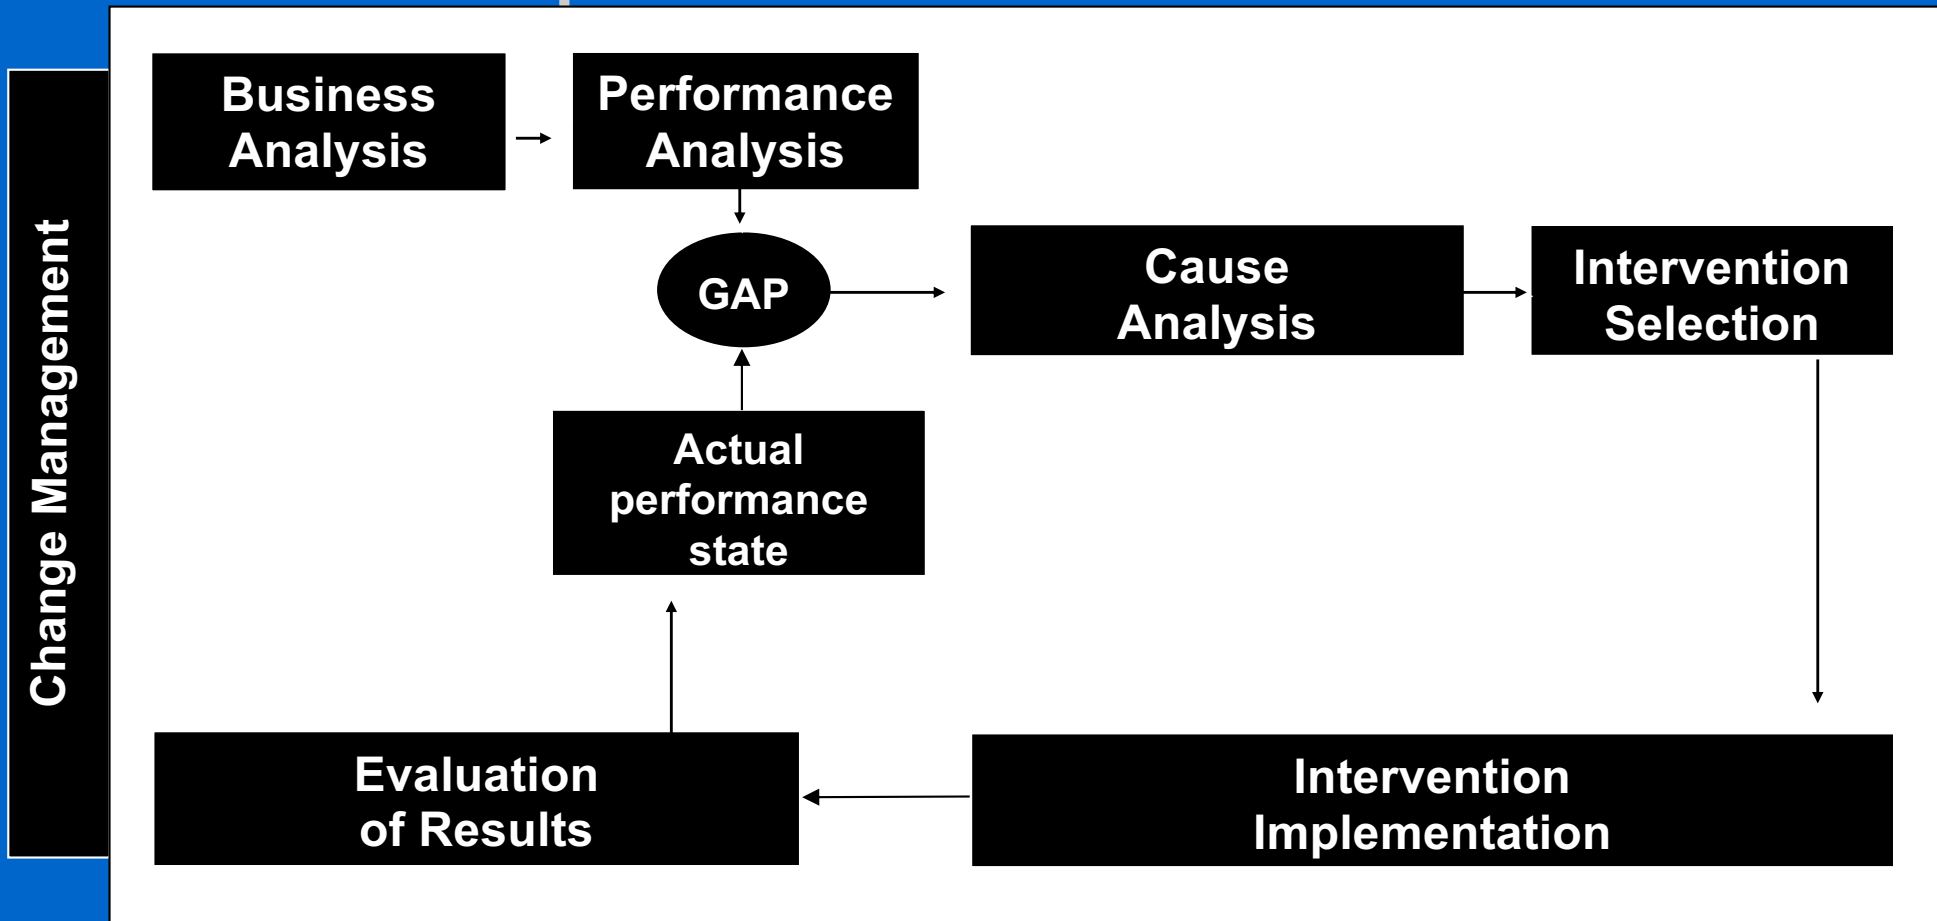 Change Management
Business
Analysis
Performance
Analysis
GAP
Cause
Analysis
Intervention
Selection
Actual
performance
state
Evaluation
of Results
Intervention
Implementation